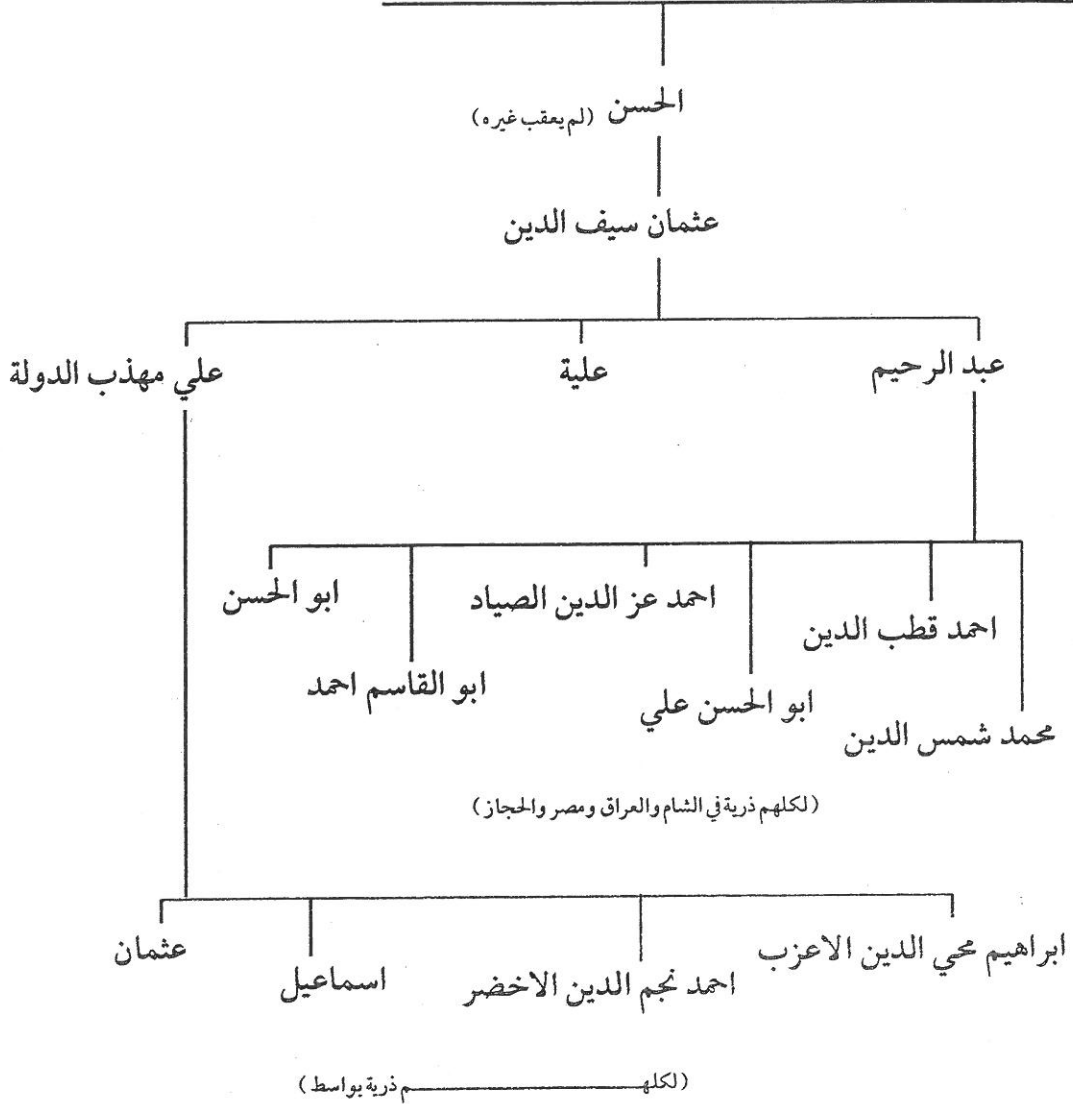 الحسن (لم يعقب غيره)
عثمان سيف الدين
عبد الرحيم
علية
علي مهذب الدولة
محمد شمس الدين
احمد قطب الدين
ابو الحسن علي
احمد عز الدين الصياد
ابو القاسم احمد
ابو الحسن
(لكلهم ذرية في الشام والعراق ومصر والحجاز)
ابراهيم محي الدين الاعزب
احمد نجم الدين الاخضر
اسماعيل
عثمان
(لكلهم ذرية بواسط)